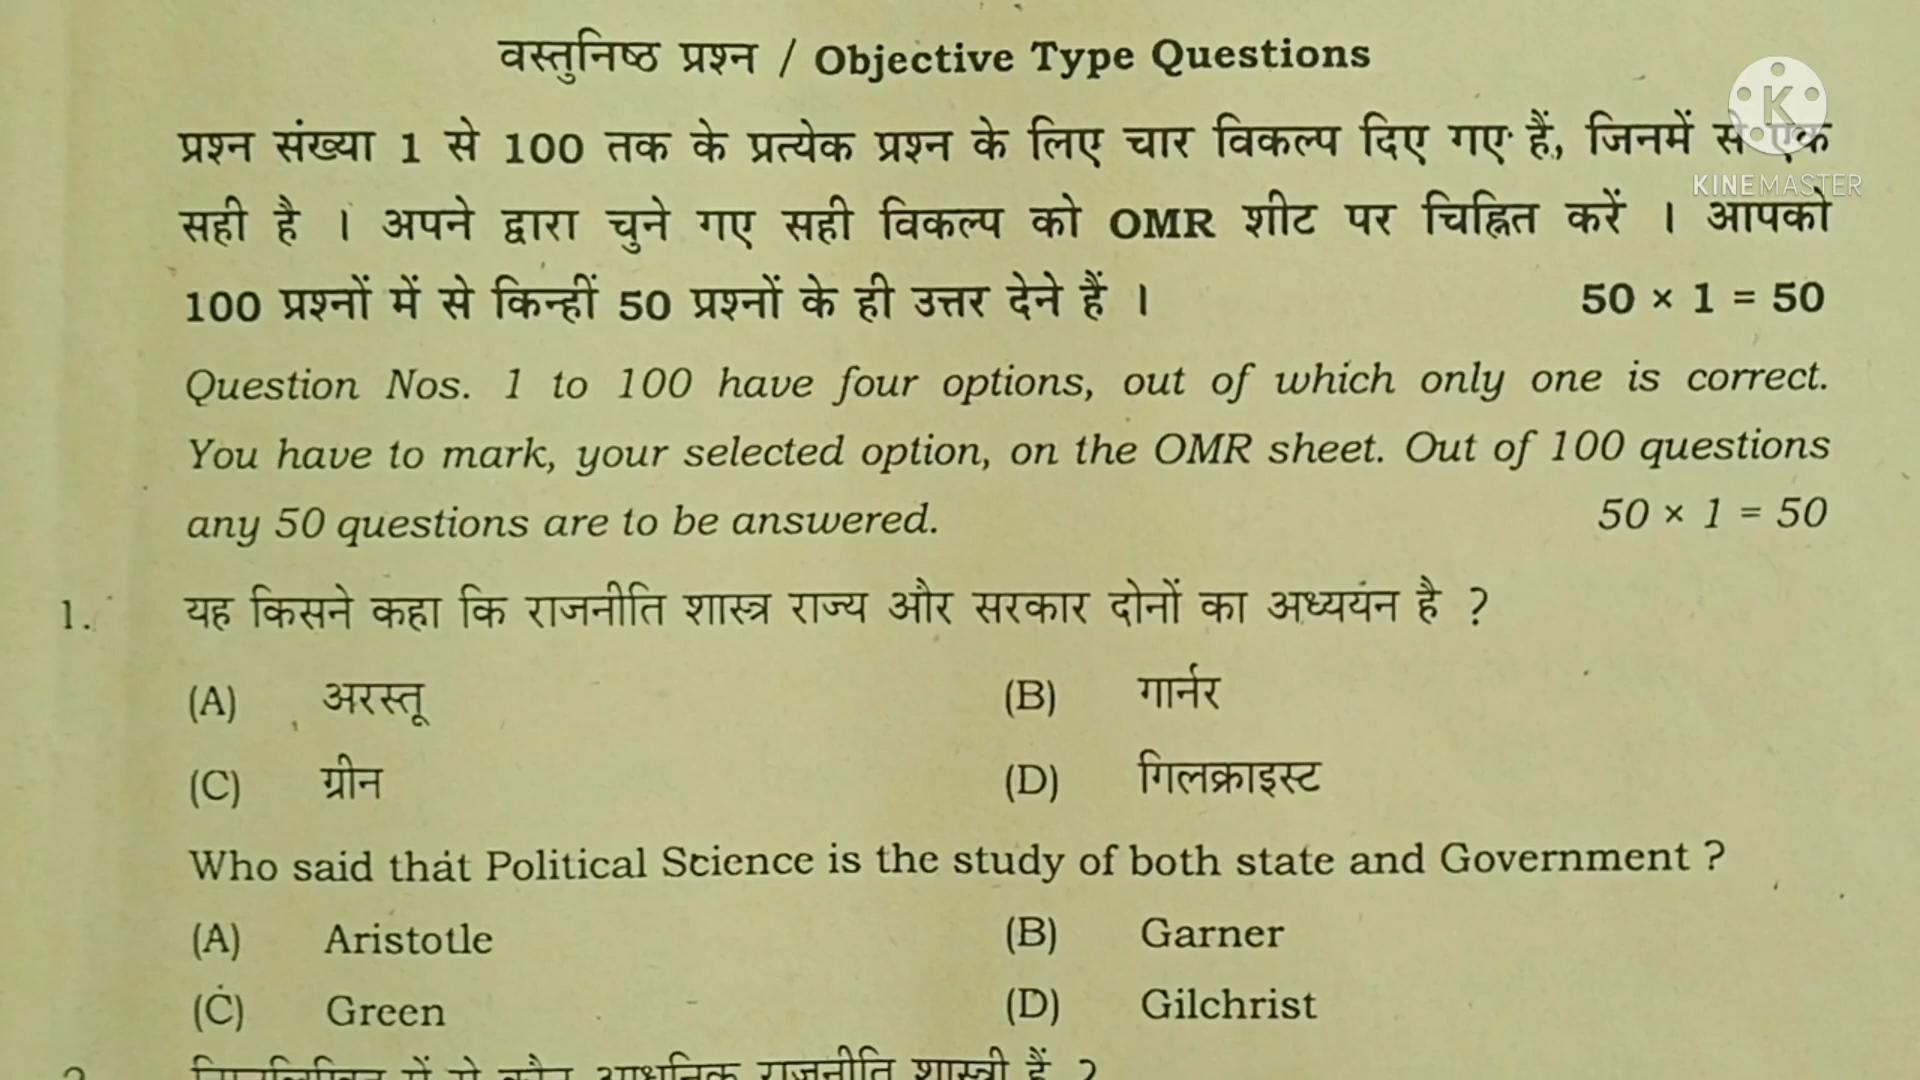 वस्तुनिष्ठ प्रश्न / Objective Type Questions
प्रश्न संख्या 1 से 100 तक के प्रत्येक प्रश्न के लिए चार विकल्प दिए गए हैं, जिनमें से एक
सही है । अपने द्वारा चुने गए सही विकल्प को OMR शीट पर चिह्नित करें । आपको
100 प्रश्नों में से किन्हीं 50 प्रश्नों के ही उत्तर देने हैं । 50 × 1 = 50
KINEMASTER
Question Nos. 1 to 100 have four options, out of which only one is correct.
You have to mark, your selected option, on the OMR sheet. Out of 100 questions
any 50 questions are to be answered. 50 × 1 = 50
1. यह किसने कहा कि राजनीति शास्त्र राज्य और सरकार दोनों का अध्ययन है ?
(A) अरस्तू (B) गार्नर
(C) ग्रीन (D) गिलक्राइस्ट
Who said that Political Science is the study of both state and Government ?
(A) Aristotle (B) Garner
(C) Green (D) Gilchrist
निम्नलिखित में से कौन आधुनिक राजनीति शास्त्री हैं ?